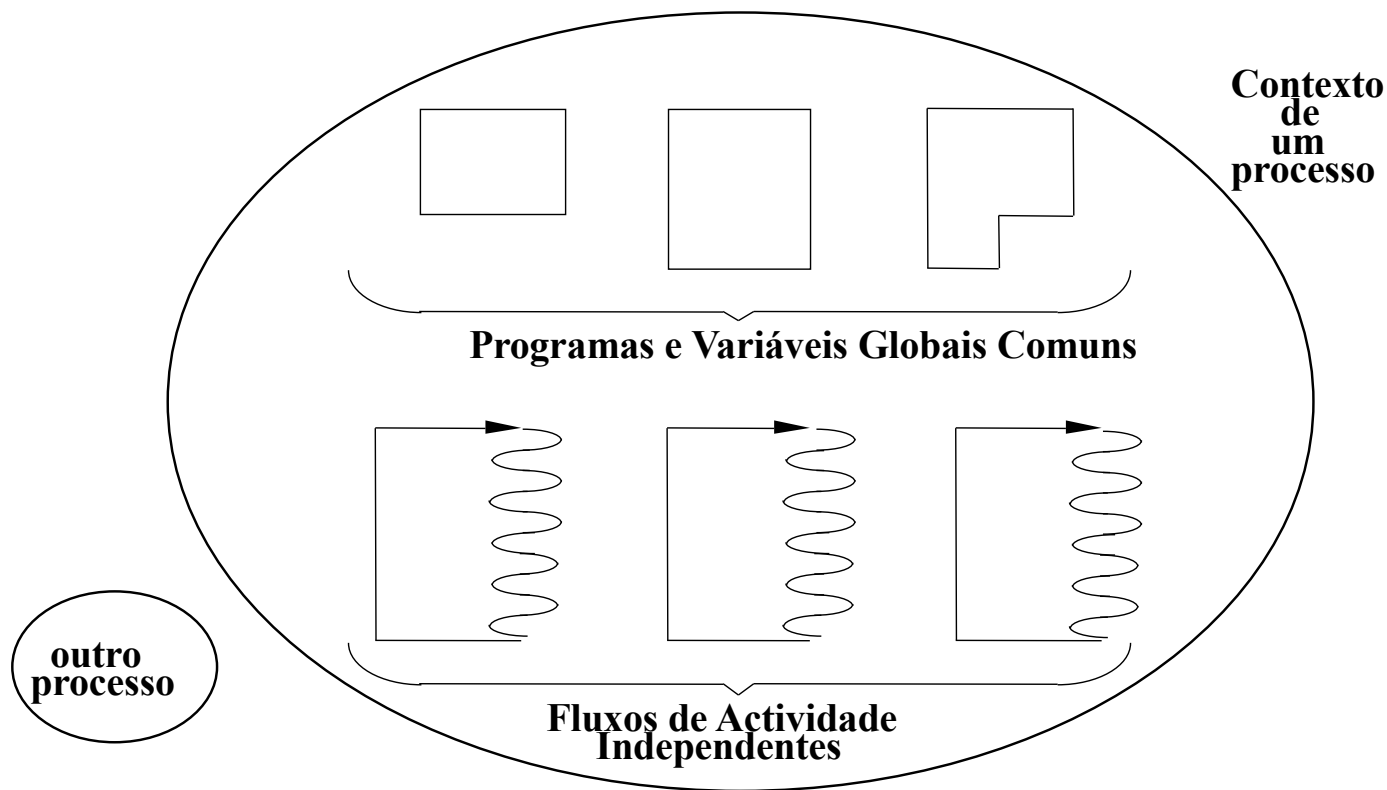 Contexto
de
um
processo
Programas e Variáveis Globais Comuns
outro
processo
Fluxos de Actividade
Independentes